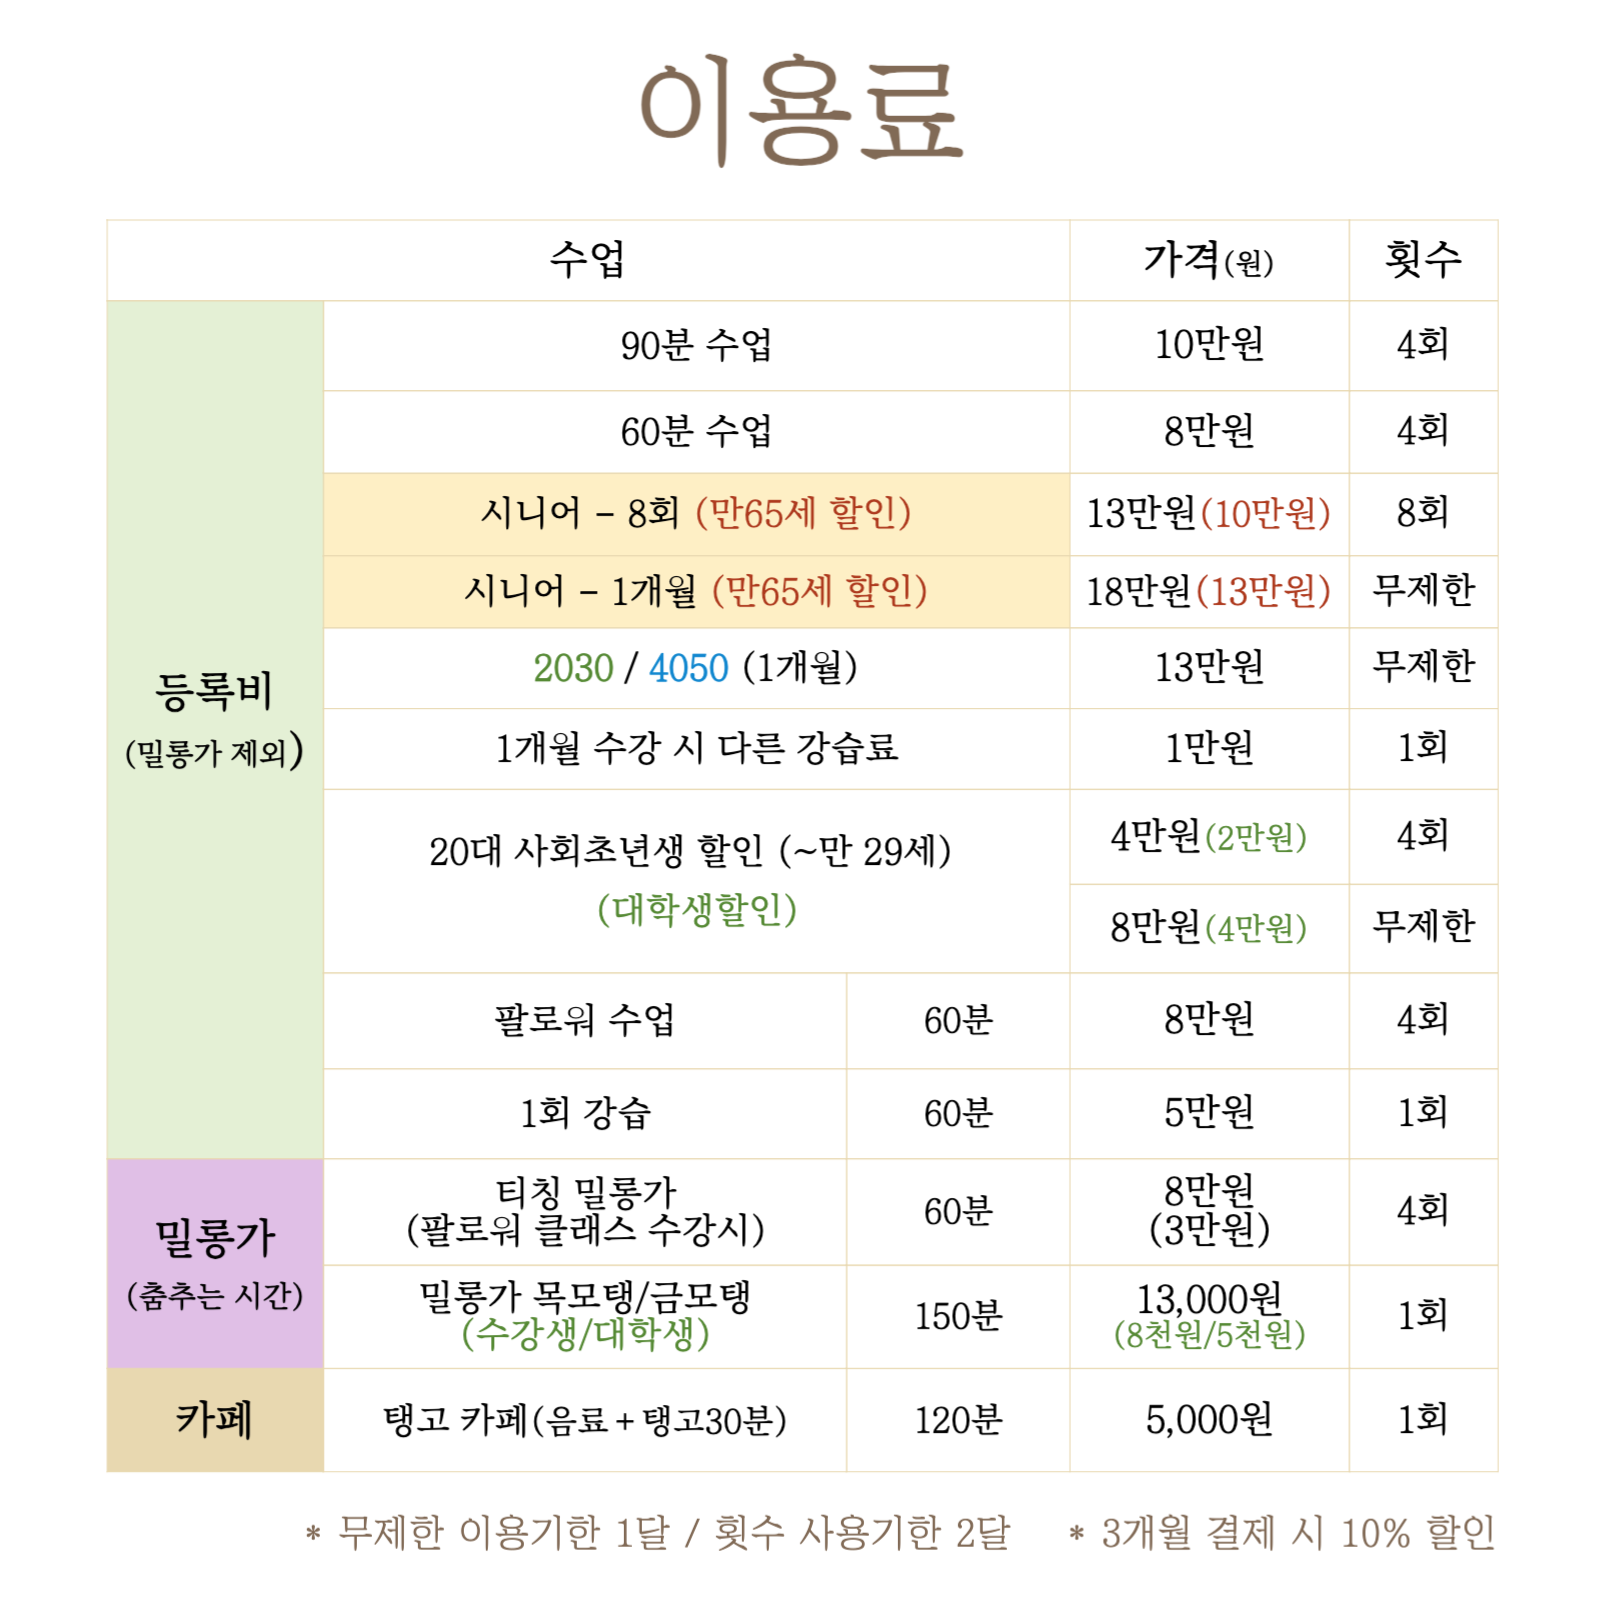 이용료
수업 가격(원) 횟수
90분 수업 10만원 4회
60분 수업 8만원 4회
시니어 - 8회 (만65세 할인) 13만원(10만원) 8회
시니어 - 1개월 (만65세 할인) 18만원(13만원) 무제한
등록비
(밀롱가 제외)
2030 / 4050 (1개월) 13만원 무제한
1개월 수강 시 다른 강습료 1만원 1회
20대 사회초년생 할인 (~만 29세)
(대학생할인)
4만원(2만원) 4회
8만원(4만원) 무제한
팔로워 수업 60분 8만원 4회
1회 강습 60분 5만원 1회
밀롱가
(춤추는 시간)
티칭 밀롱가
(팔로워 클래스 수강시)
60분
8만원
(3만원)
4회
밀롱가 목모탱/금모탱
(수강생/대학생)
150분
13,000원
(8천원/5천원)
1회
카페 탱고 카페(음료+탱고30분) 120분 5,000원 1회
* 무제한 이용기한 1달 / 횟수 사용기한 2달 * 3개월 결제 시 10% 할인